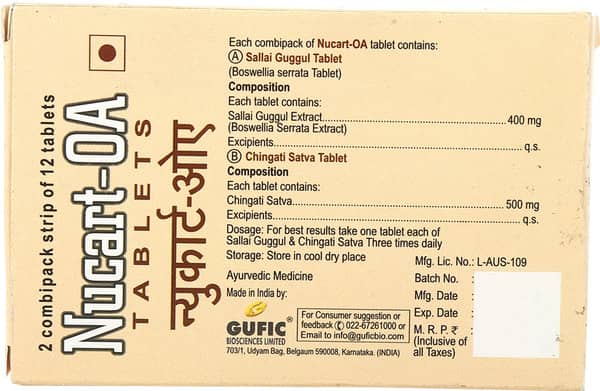 2 combipack strip of 12 tablets
Nucart-OA
TABLETS
न्युकार्ट-ओए
Each combipack of Nucart-OA tablet contains:
A Sallai Guggul Tablet
(Boswellia serrata Tablet)
Composition
Each tablet contains:
Sallai Guggul Extract.......................................400 mg
(Boswellia Serrata Extract)
Excipients.......................................................q.s.
B Chingati Satva Tablet
Composition
Each tablet contains:
Chingati Satva................................................500 mg
Excipients.......................................................q.s.
Dosage: For best results take one tablet each of
Sallai Guggul & Chingati Satva Three times daily
Storage: Store in cool dry place
Ayurvedic Medicine
Made in India by:
GUFIC®
BIOSCIENCES LIMITED
703/1, Udyam Bag, Belgaum 590008, Karnataka. (INDIA)
For Consumer suggestion or
feedback ✆ 022-67261000 or
Email to info@guficbio.com
Mfg. Lic. No.: L-AUS-109
Batch No. :
Mfg. Date :
Exp. Date :
M. R. P. ₹ :
(Inclusive of
all Taxes)